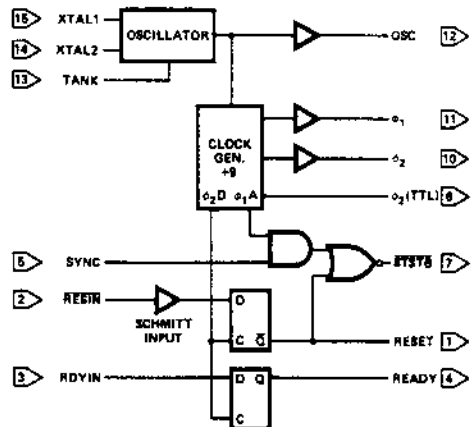 15 XTAL1 OSCILLATOR OSC 12
14 XTAL2
13 TANK
φ1 11
CLOCK
GEN.
÷9
φ2 10
φ2D φ1A φ2(TTL) 6
5 SYNC STSTB 7
2 RESIN D
SCHMITT
INPUT
C Q RESET 1
3 RDYIN D Q READY 4
C